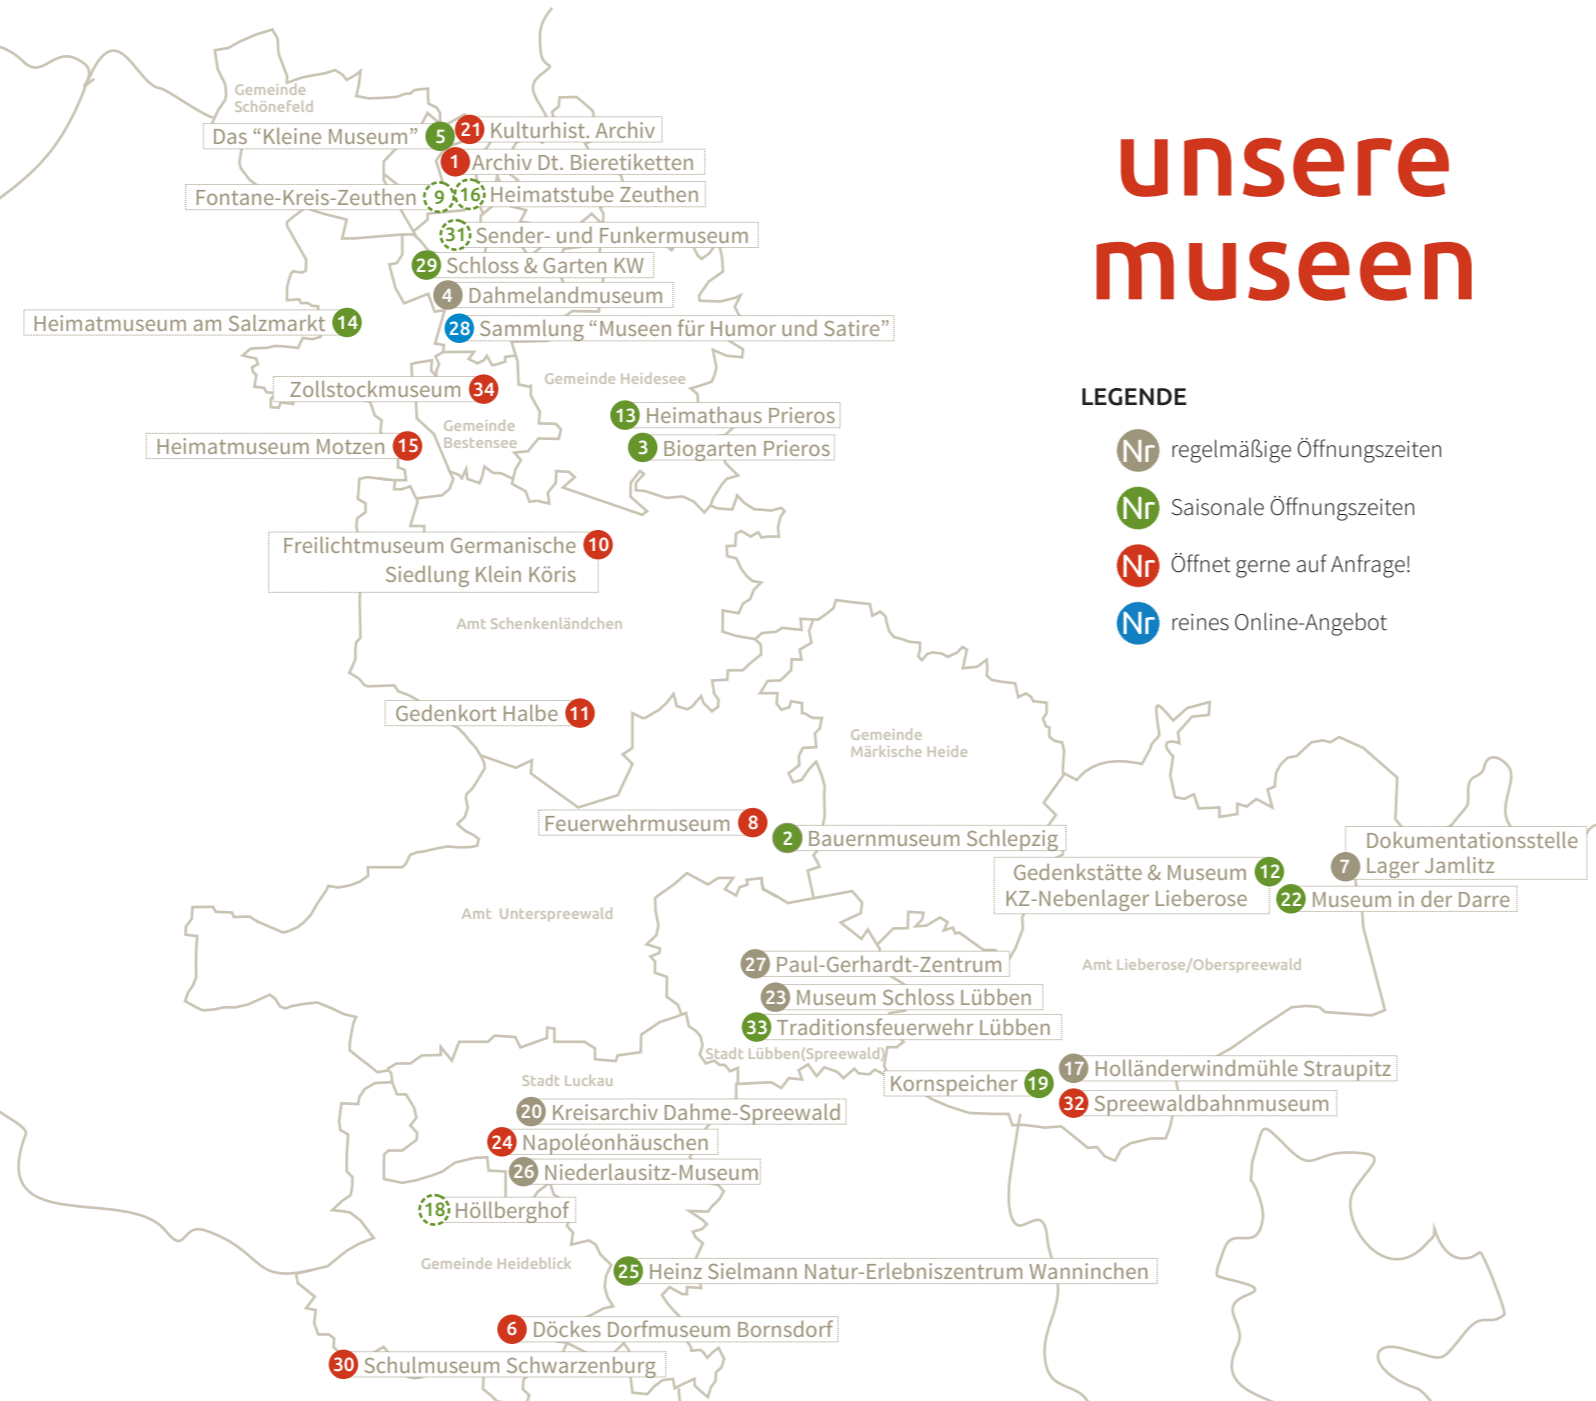 unsere
museen
LEGENDE
Nr regelmäßige Öffnungszeiten
Nr Saisonale Öffnungszeiten
Nr Öffnet gerne auf Anfrage!
Nr reines Online-Angebot
Gemeinde
Schönefeld
Das “Kleine Museum” 5
21 Kulturhist. Archiv
1 Archiv Dt. Bieretiketten
Fontane-Kreis-Zeuthen 9
16 Heimatstube Zeuthen
31 Sender- und Funkermuseum
29 Schloss & Garten KW
4 Dahmelandmuseum
Heimatmuseum am Salzmarkt 14
28 Sammlung “Museen für Humor und Satire”
Zollstockmuseum 34
Gemeinde Heidesee
13 Heimathaus Prieros
Gemeinde
Bestensee
Heimatmuseum Motzen 15
3 Biogarten Prieros
Freilichtmuseum Germanische 10
Siedlung Klein Köris
Amt Schenkenländchen
Gedenkort Halbe 11
Gemeinde
Märkische Heide
Feuerwehrmuseum 8
2 Bauernmuseum Schlepzig
Dokumentationsstelle
7 Lager Jamlitz
Gedenkstätte & Museum 12
KZ-Nebenlager Lieberose
22 Museum in der Darre
Amt Unterspreewald
27 Paul-Gerhardt-Zentrum
Amt Lieberose/Oberspreewald
23 Museum Schloss Lübben
33 Traditionsfeuerwehr Lübben
Stadt Lübben(Spreewald)
17 Holländerwindmühle Straupitz
Kornspeicher 19
32 Spreewaldbahnmuseum
Stadt Luckau
20 Kreisarchiv Dahme-Spreewald
24 Napoléonhäuschen
26 Niederlausitz-Museum
18 Höllberghof
Gemeinde Heideblick
25 Heinz Sielmann Natur-Erlebniszentrum Wanninchen
6 Döckes Dorfmuseum Bornsdorf
30 Schulmuseum Schwarzenburg